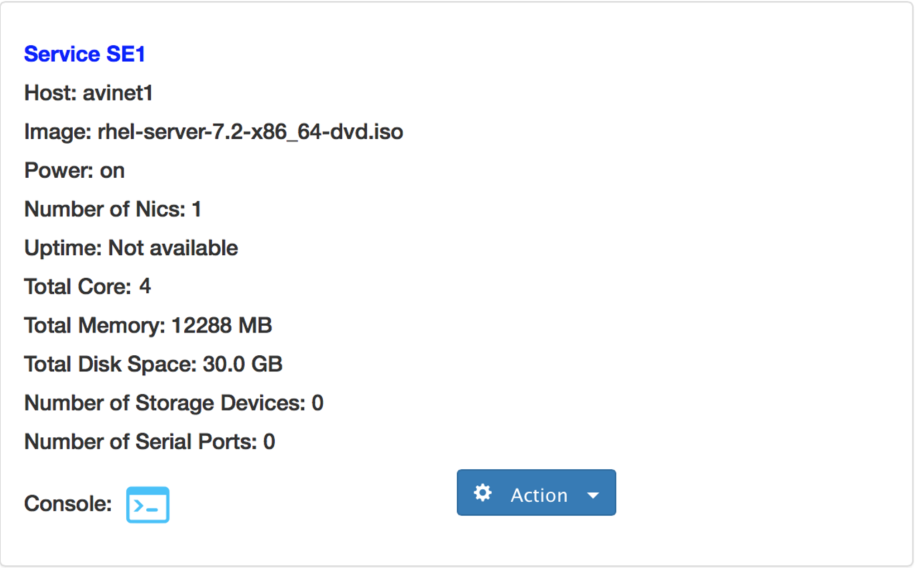 Service SE1
Host: avinet1
Image: rhel-server-7.2-x86_64-dvd.iso
Power: on
Number of Nics: 1
Uptime: Not available
Total Core: 4
Total Memory: 12288 MB
Total Disk Space: 30.0 GB
Number of Storage Devices: 0
Number of Serial Ports: 0
Console: >_
Action